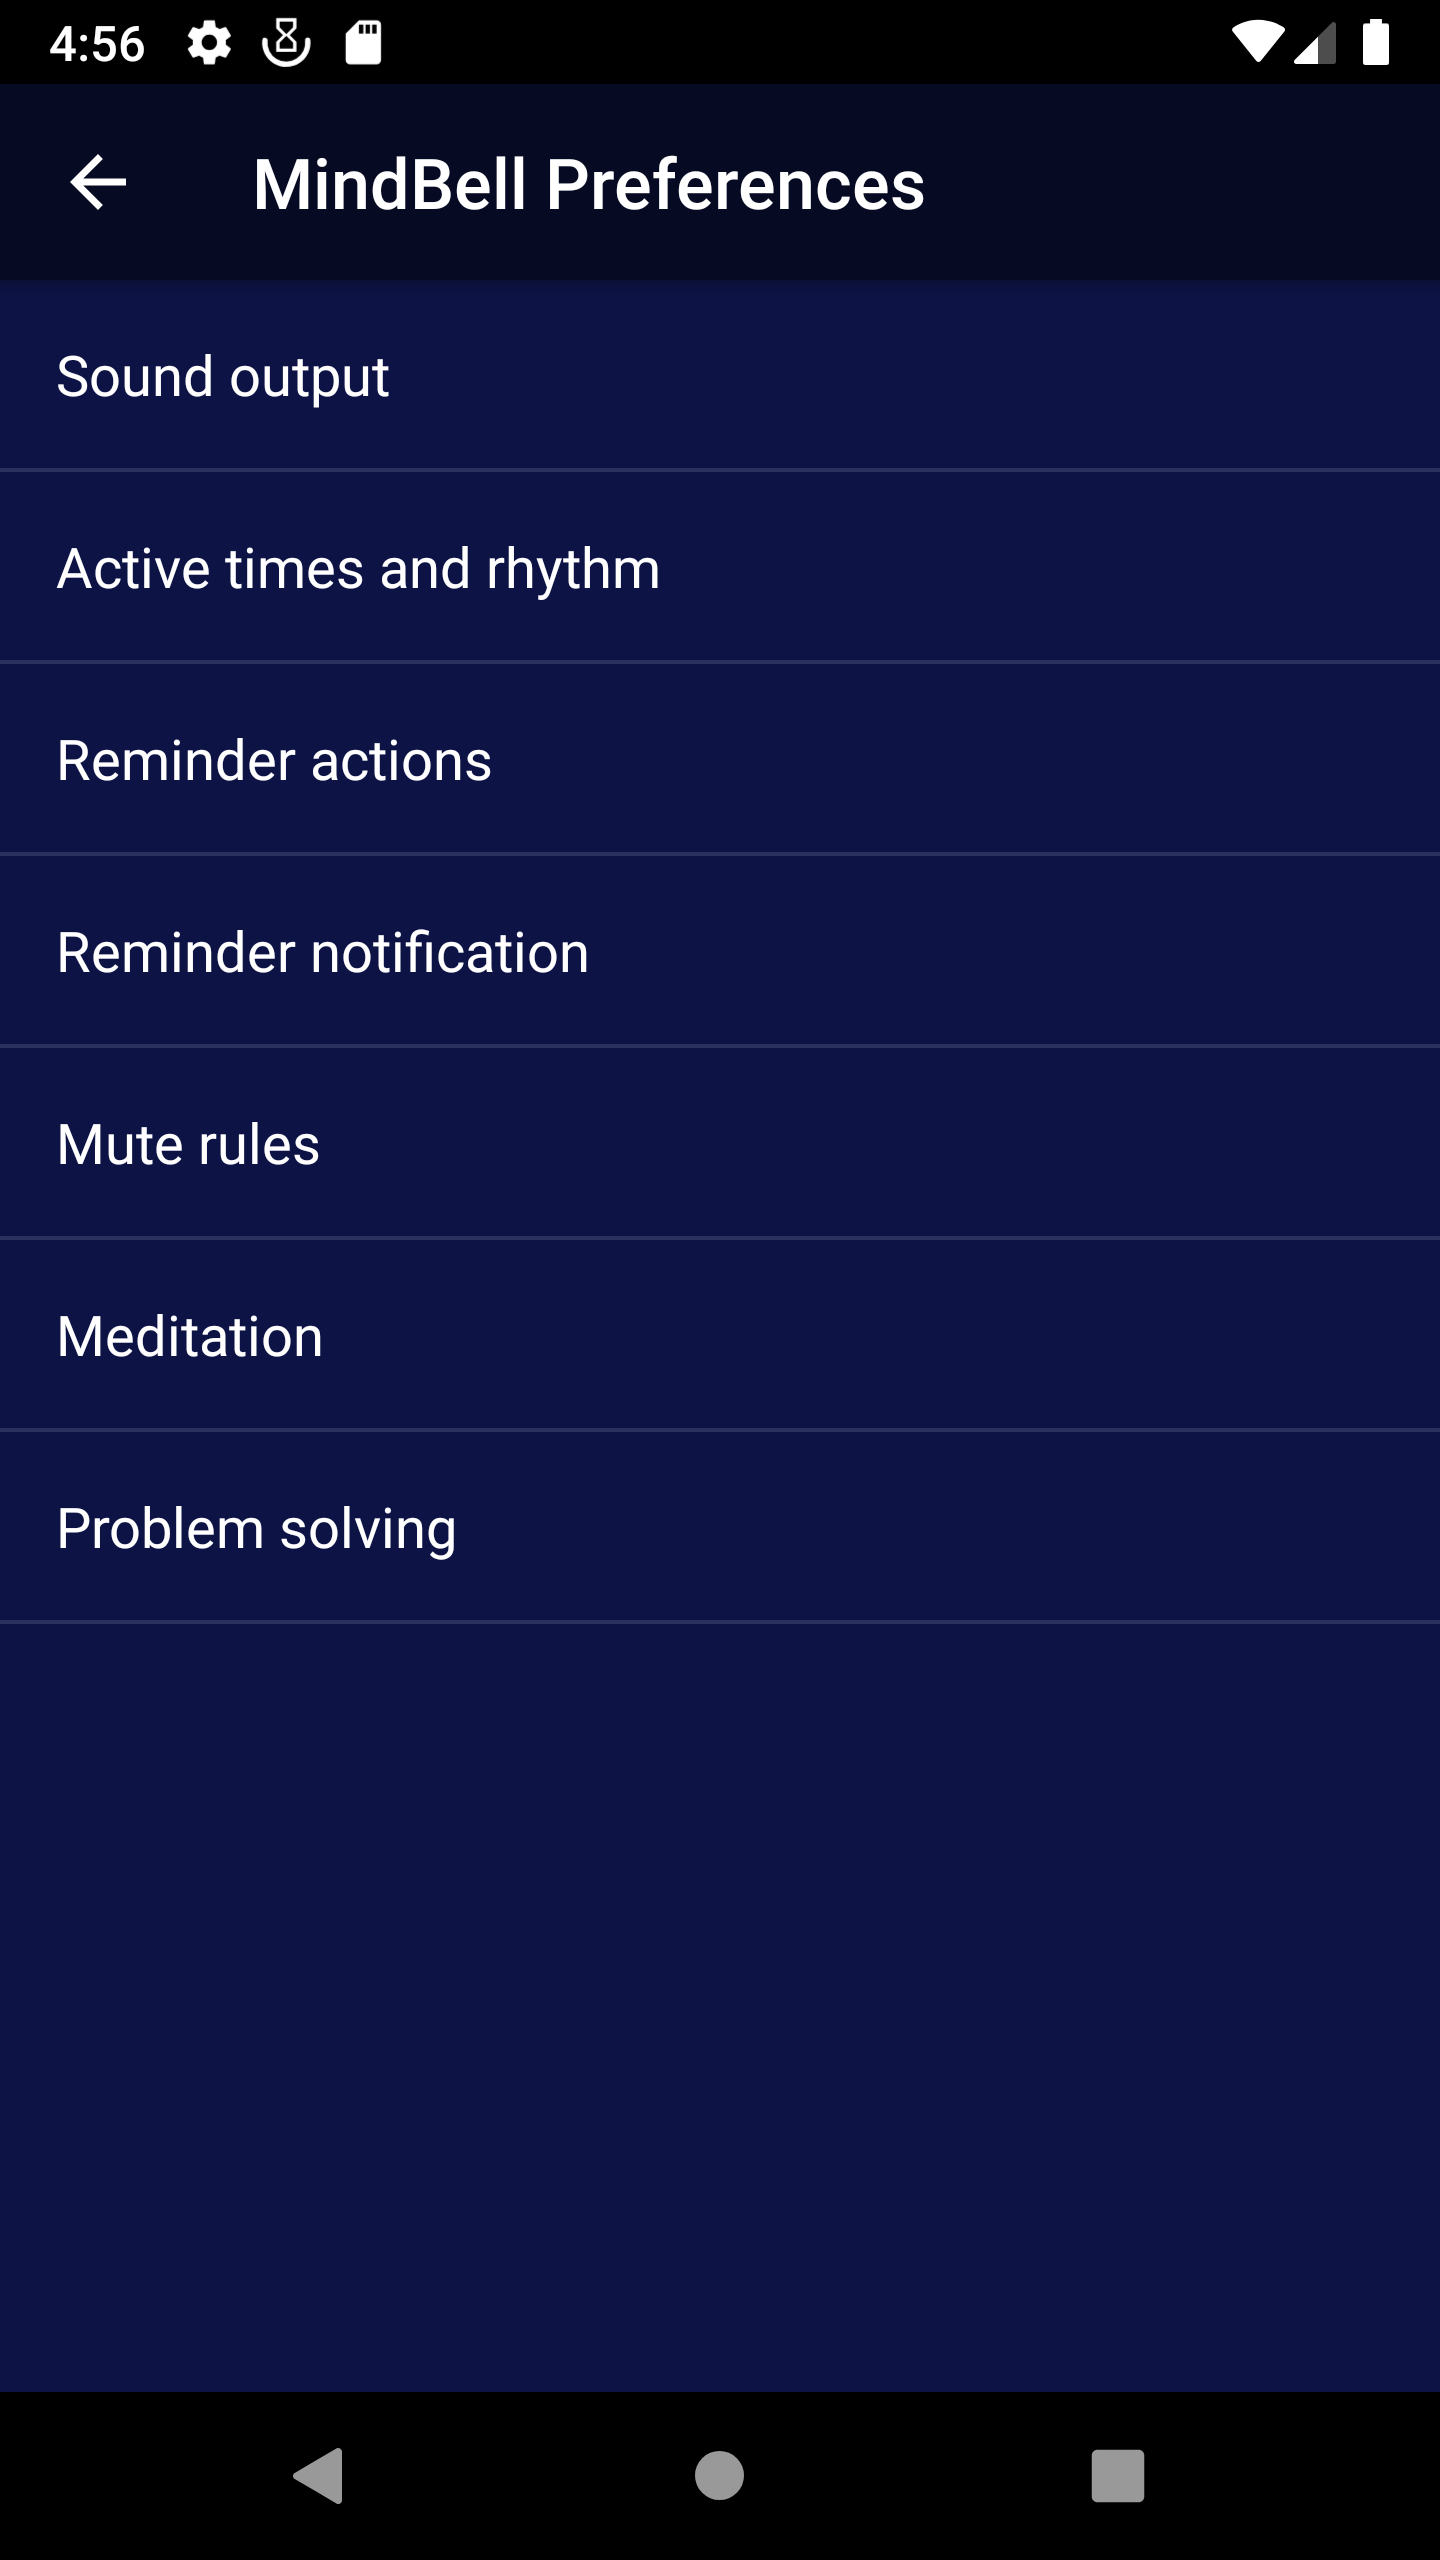 4:56
MindBell Preferences
Sound output
Active times and rhythm
Reminder actions
Reminder notification
Mute rules
Meditation
Problem solving